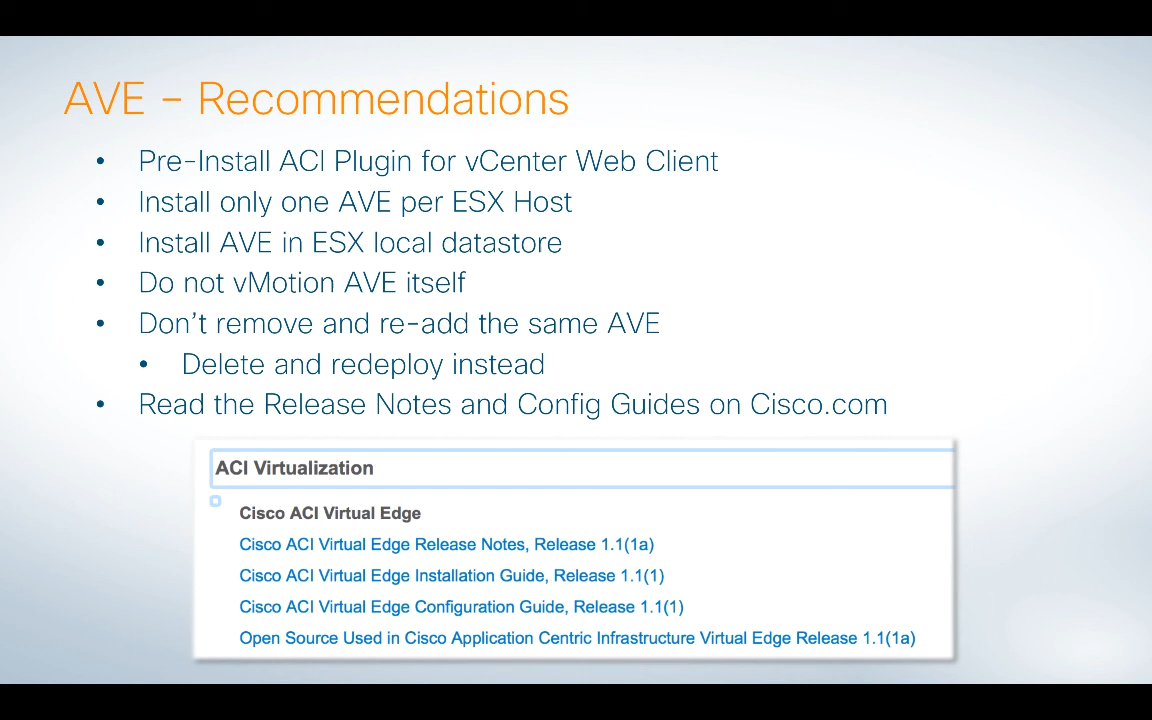 AVE – Recommendations
• Pre-Install ACI Plugin for vCenter Web Client
• Install only one AVE per ESX Host
• Install AVE in ESX local datastore
• Do not vMotion AVE itself
• Don’t remove and re-add the same AVE
• Delete and redeploy instead
• Read the Release Notes and Config Guides on Cisco.com
ACI Virtualization
Cisco ACI Virtual Edge
Cisco ACI Virtual Edge Release Notes, Release 1.1(1a)
Cisco ACI Virtual Edge Installation Guide, Release 1.1(1)
Cisco ACI Virtual Edge Configuration Guide, Release 1.1(1)
Open Source Used in Cisco Application Centric Infrastructure Virtual Edge Release 1.1(1a)